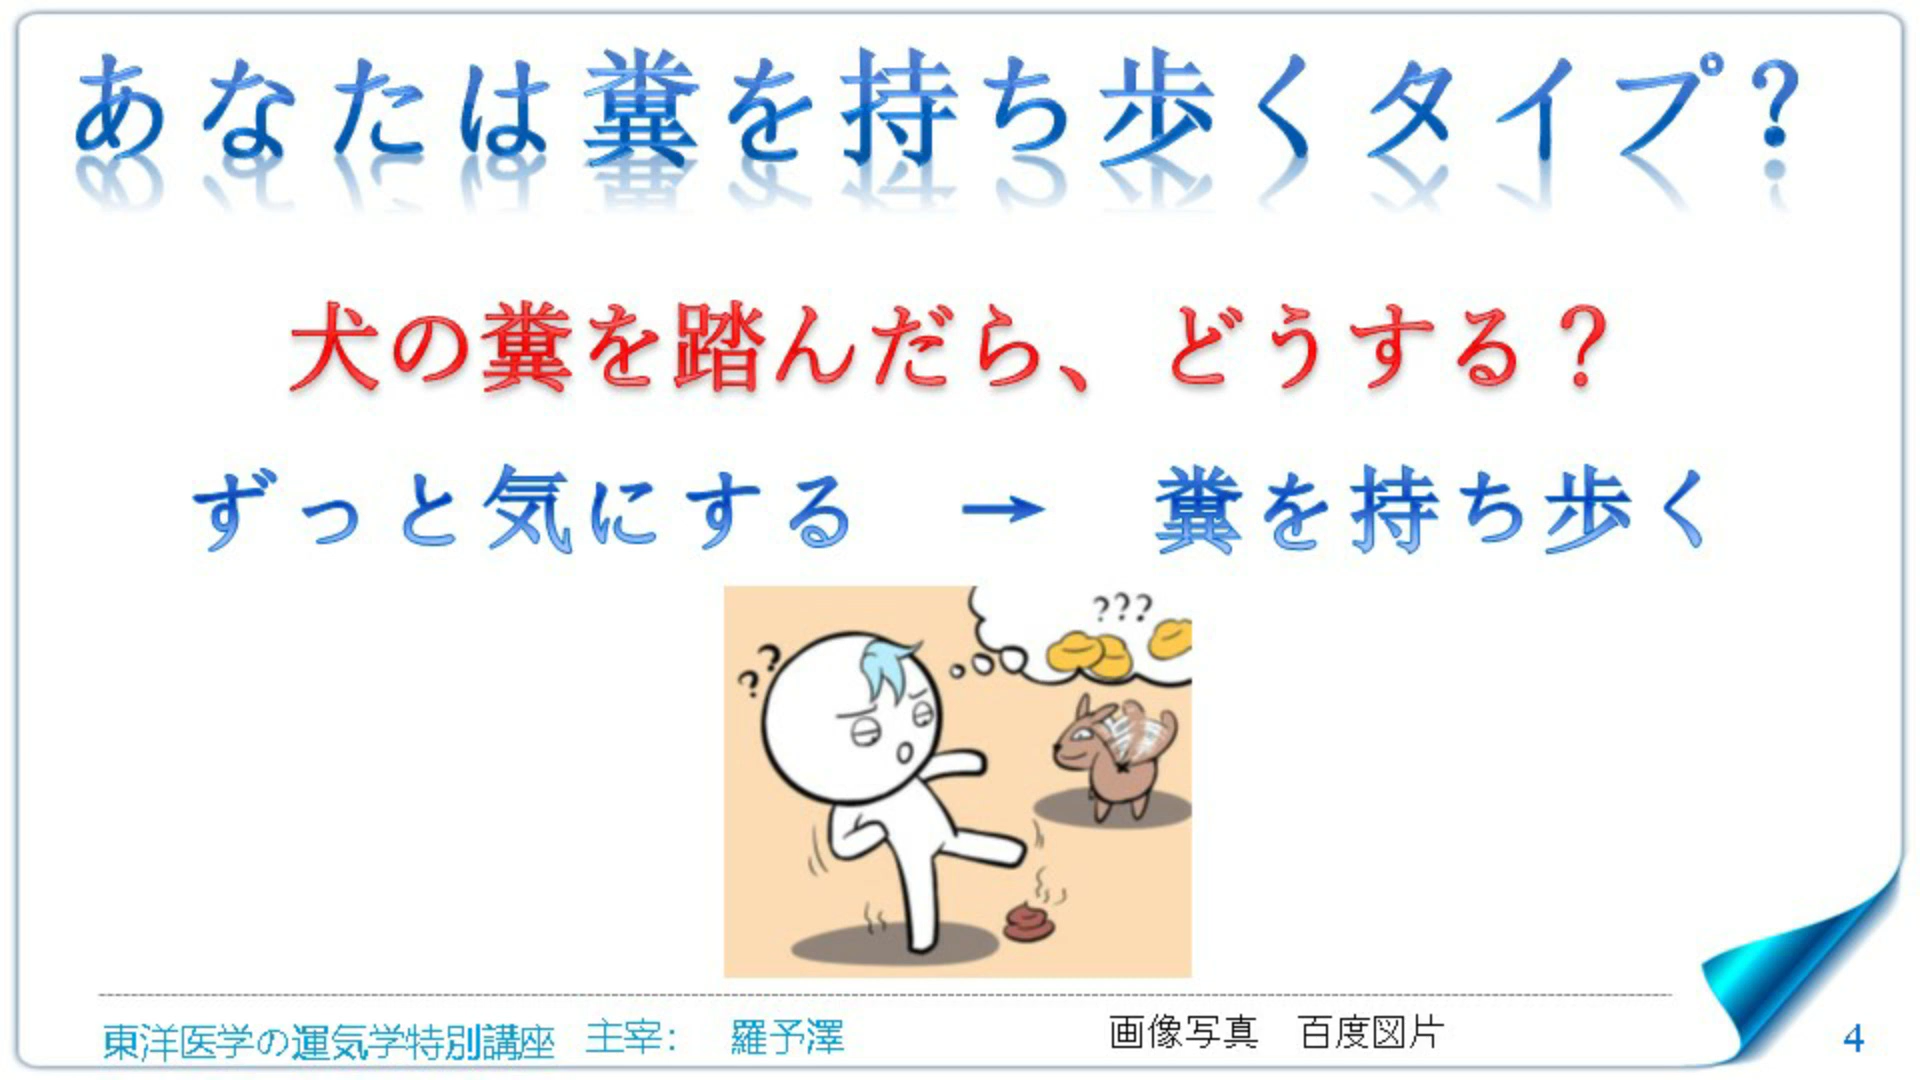 あなたは糞を持ち歩くタイプ？
犬の糞を踏んだら、どうする？
ずっと気にする　→　糞を持ち歩く
???
??
東洋医学の運気学特別講座　主宰：　羅予澤
画像写真　百度図片
4